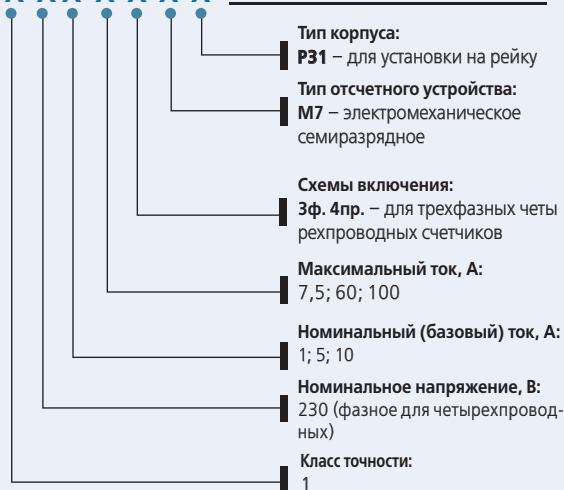 Тип корпуса:
Р31 – для установки на рейку
Тип отсчетного устройства:
М7 – электромеханическое
семиразрядное
Схемы включения:
3ф. 4пр. – для трехфазных четы
рехпроводных счетчиков
Максимальный ток, А:
7,5; 60; 100
Номинальный (базовый) ток, А:
1; 5; 10
Номинальное напряжение, В:
230 (фазное для четырехпровод-
ных)
Класс точности:
1